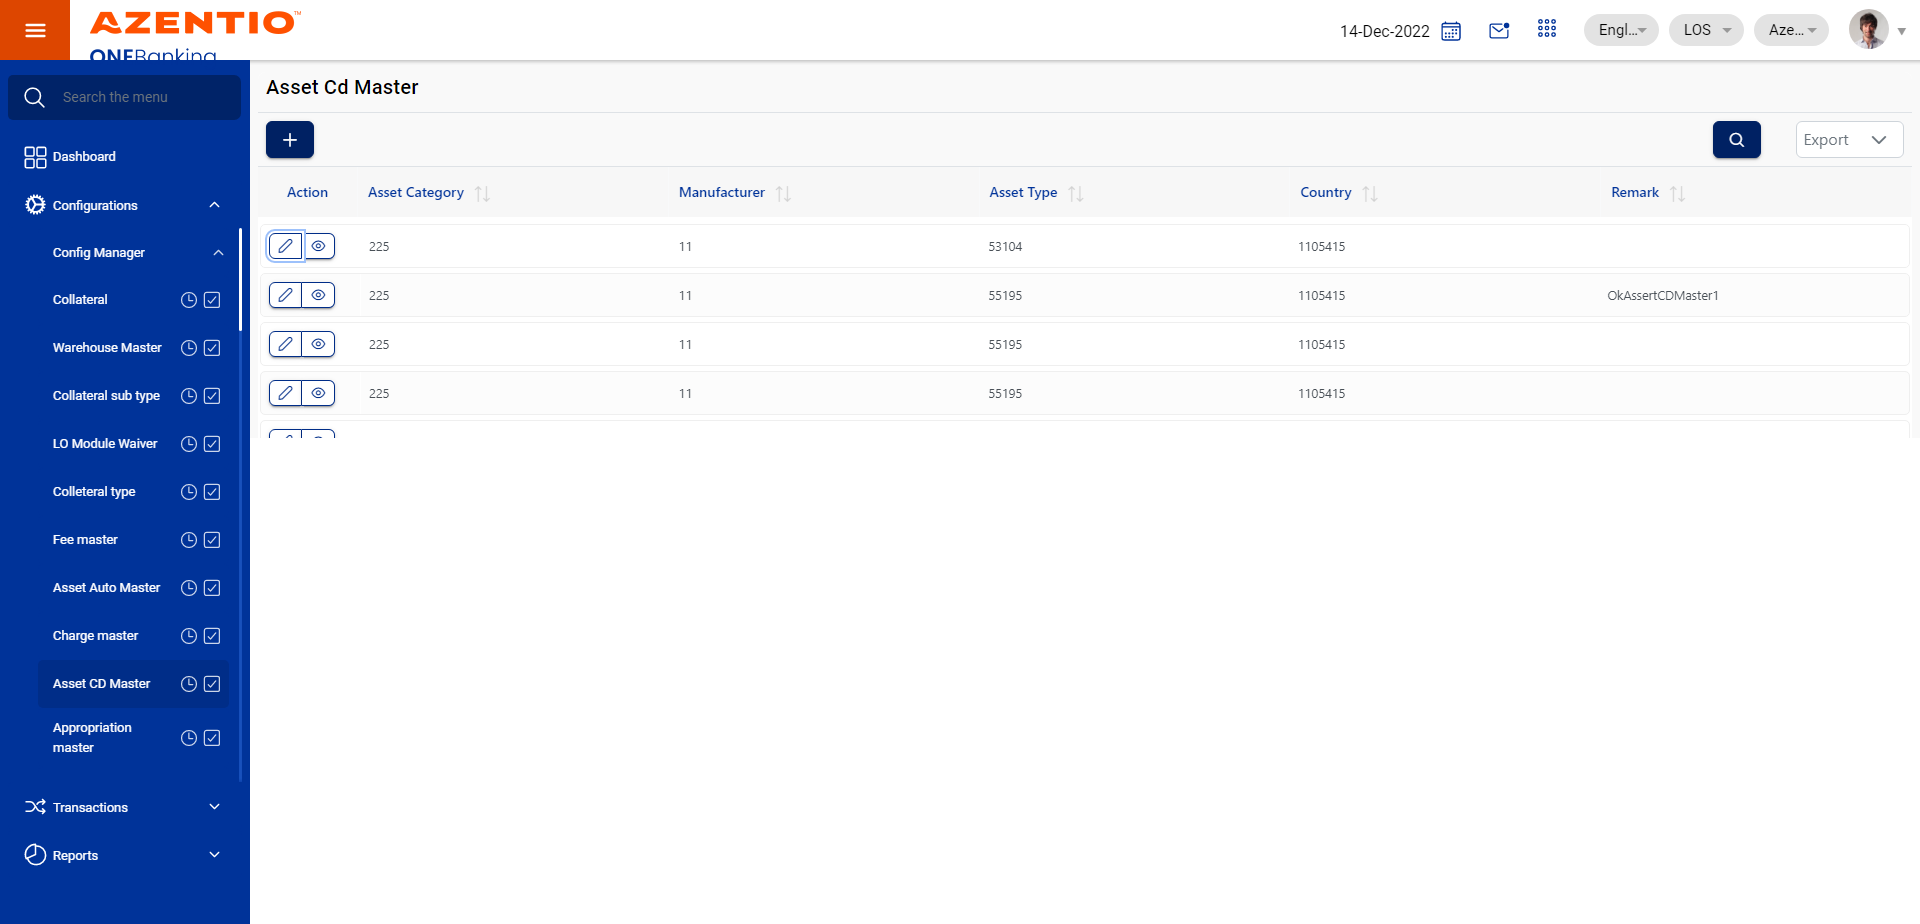 AZENTIO™
ONEBanking
14-Dec-2022
Engl...
LOS
Aze...
Search the menu
Dashboard
Configurations
Config Manager
Collateral
Warehouse Master
Collateral sub type
LO Module Waiver
Colleteral type
Fee master
Asset Auto Master
Charge master
Asset CD Master
Appropriation
master
Transactions
Reports
Asset Cd Master
Export
Action Asset Category Manufacturer Asset Type Country Remark
225 11 53104 1105415
225 11 55195 1105415 OkAssertCDMaster1
225 11 55195 1105415
225 11 55195 1105415